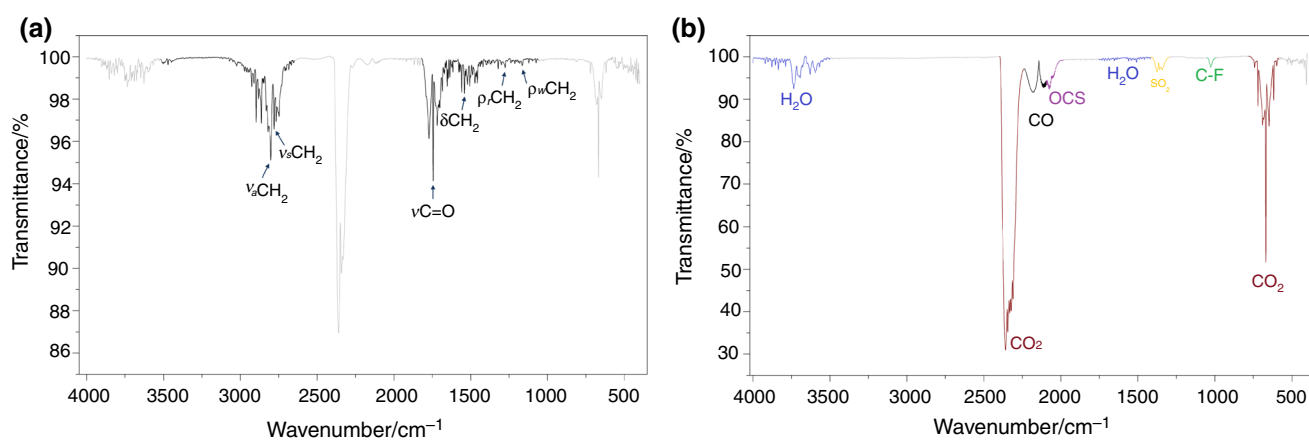 (a)
100
98
96
94
92
90
88
86
Transmittance/%
νₐCH₂
νₛCH₂
νC=O
δCH₂
ρᵣCH₂
ρwCH₂
4000 3500 3000 2500 2000 1500 1000 500
Wavenumber/cm⁻¹
(b)
100
90
80
70
60
50
40
30
Transmittance/%
H₂O
CO₂
CO
OCS
H₂O
SO₂
C-F
CO₂
4000 3500 3000 2500 2000 1500 1000 500
Wavenumber/cm⁻¹